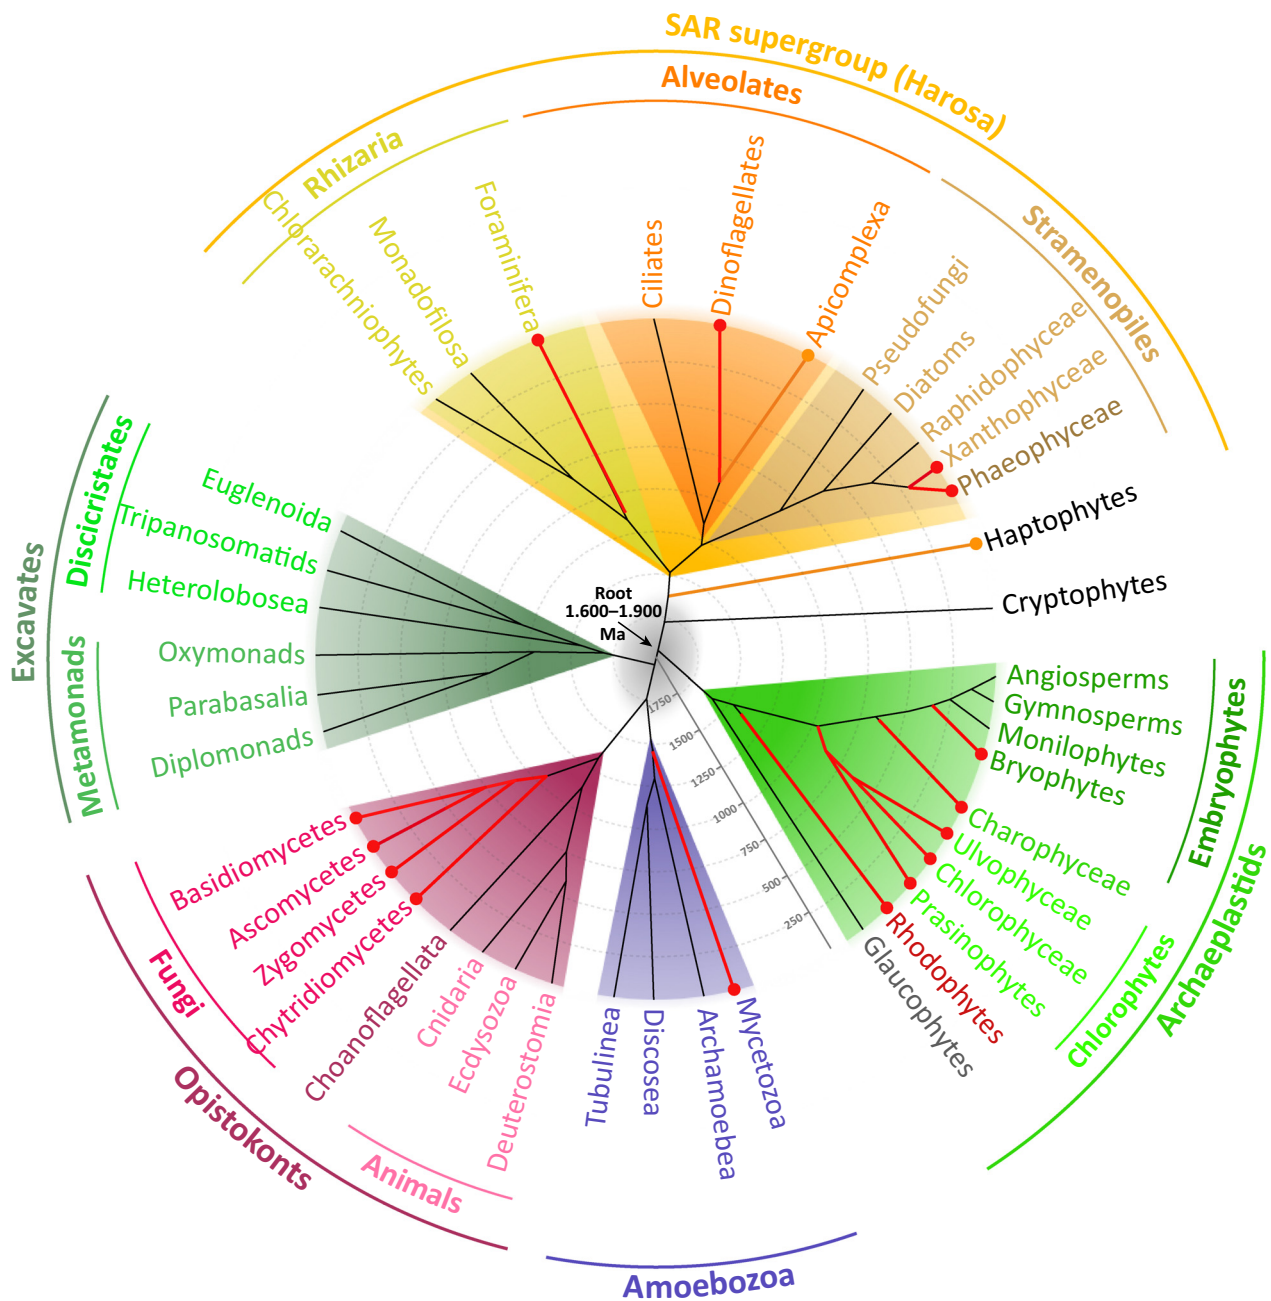 SAR supergroup (Harosa)
Alveolates
Rhizaria
Stramenopiles
Chlorarachniophytes
Monadofilosa
Foraminifera
Ciliates
Dinoflagellates
Apicomplexa
Pseudofungi
Diatoms
Raphidophyceae
Xanthophyceae
Phaeophyceae
Haptophytes
Cryptophytes
Excavates
Discicristates
Euglenoida
Tripanosomatids
Heterolobosea
Metamonads
Oxymonads
Parabasalia
Diplomonads
Root
1.600–1.900
Ma
1750
1500
1250
1000
750
500
250
Angiosperms
Gymnosperms
Monilophytes
Bryophytes
Embryophytes
Charophyceae
Ulvophyceae
Chlorophyceae
Prasinophytes
Chlorophytes
Rhodophytes
Glaucophytes
Archaeplastids
Basidiomycetes
Ascomycetes
Zygomycetes
Chytridiomycetes
Fungi
Choanoflagellata
Cnidaria
Ecdysozoa
Deuterostomia
Animals
Opistokonts
Tubulinea
Discosea
Archamoebea
Mycetozoa
Amoebozoa